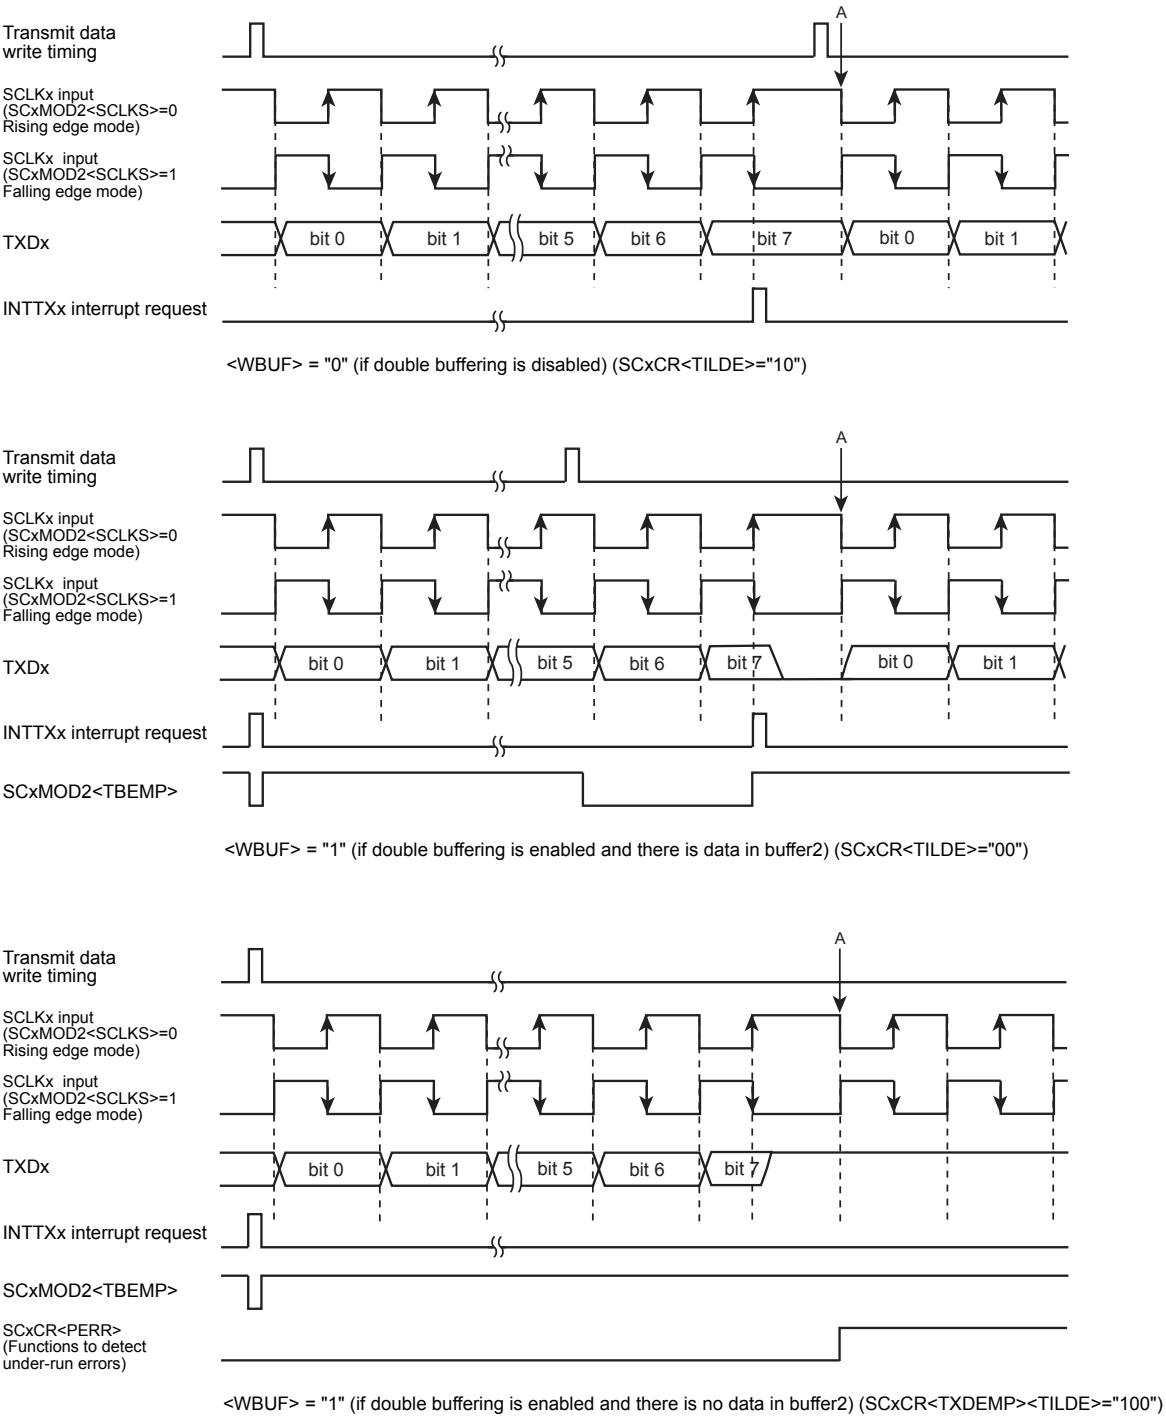 A
Transmit data
write timing
SCLKx input
(SCxMOD2<SCLKS>=0
Rising edge mode)
SCLKx input
(SCxMOD2<SCLKS>=1
Falling edge mode)
TXDx
bit 0 bit 1 bit 5 bit 6 bit 7 bit 0 bit 1
INTTXx interrupt request
<WBUF> = "0" (if double buffering is disabled) (SCxCR<TILDE>="10")
A
Transmit data
write timing
SCLKx input
(SCxMOD2<SCLKS>=0
Rising edge mode)
SCLKx input
(SCxMOD2<SCLKS>=1
Falling edge mode)
TXDx
bit 0 bit 1 bit 5 bit 6 bit 7 bit 0 bit 1
INTTXx interrupt request
SCxMOD2<TBEMP>
<WBUF> = "1" (if double buffering is enabled and there is data in buffer2) (SCxCR<TILDE>="00")
A
Transmit data
write timing
SCLKx input
(SCxMOD2<SCLKS>=0
Rising edge mode)
SCLKx input
(SCxMOD2<SCLKS>=1
Falling edge mode)
TXDx
bit 0 bit 1 bit 5 bit 6 bit 7
INTTXx interrupt request
SCxMOD2<TBEMP>
SCxCR<PERR>
(Functions to detect
under-run errors)
<WBUF> = "1" (if double buffering is enabled and there is no data in buffer2) (SCxCR<TXDEMP><TILDE>="100")